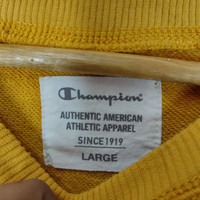 Champion
AUTHENTIC AMERICAN
ATHLETIC APPAREL
SINCE 1919
LARGE